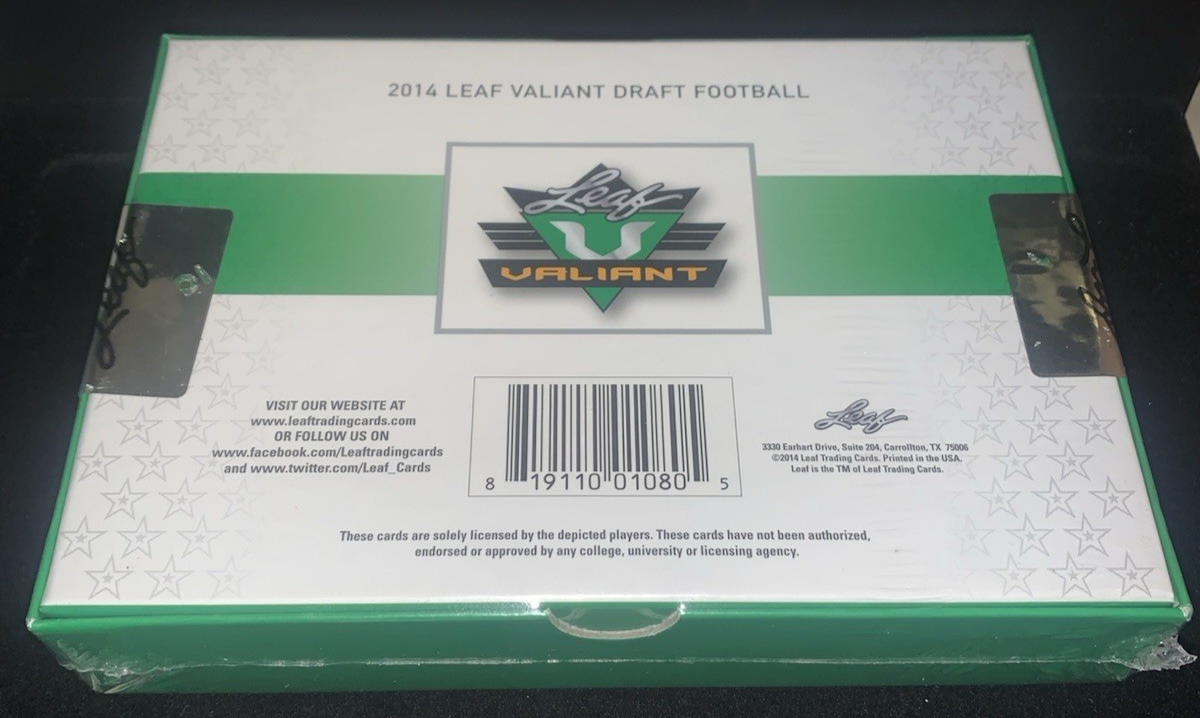 2014 LEAF VALIANT DRAFT FOOTBALL
Leaf
VALIANT
Leaf
VISIT OUR WEBSITE AT
www.leaftradingcards.com
OR FOLLOW US ON
www.facebook.com/Leaftradingcards
and www.twitter.com/Leaf_Cards
8 19110 01080 5
Leaf
3330 Earhart Drive, Suite 204, Carrollton, TX 75006
©2014 Leaf Trading Cards. Printed in the USA.
Leaf is the TM of Leaf Trading Cards.
These cards are solely licensed by the depicted players. These cards have not been authorized,
endorsed or approved by any college, university or licensing agency.